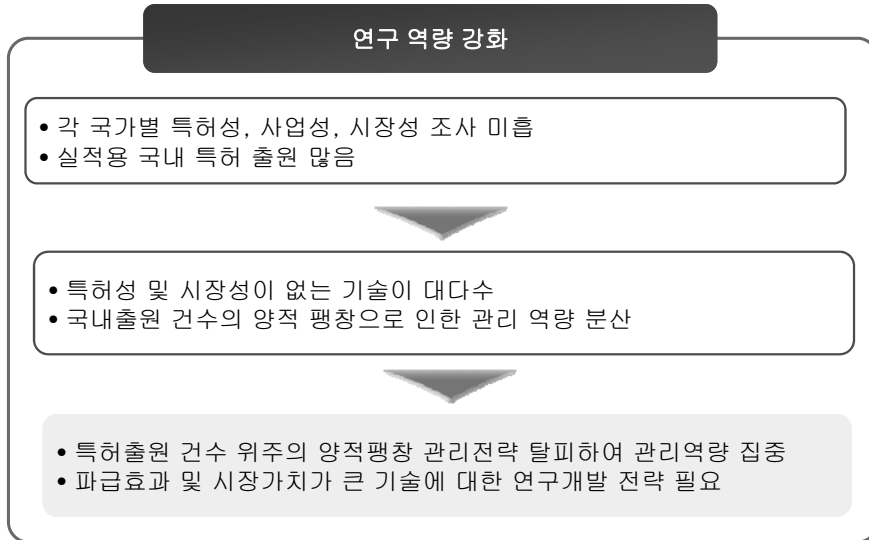 연구 역량 강화
• 각 국가별 특허성, 사업성, 시장성 조사 미흡
• 실적용 국내 특허 출원 많음
• 특허성 및 시장성이 없는 기술이 대다수
• 국내출원 건수의 양적 팽창으로 인한 관리 역량 분산
• 특허출원 건수 위주의 양적팽창 관리전략 탈피하여 관리역량 집중
• 파급효과 및 시장가치가 큰 기술에 대한 연구개발 전략 필요